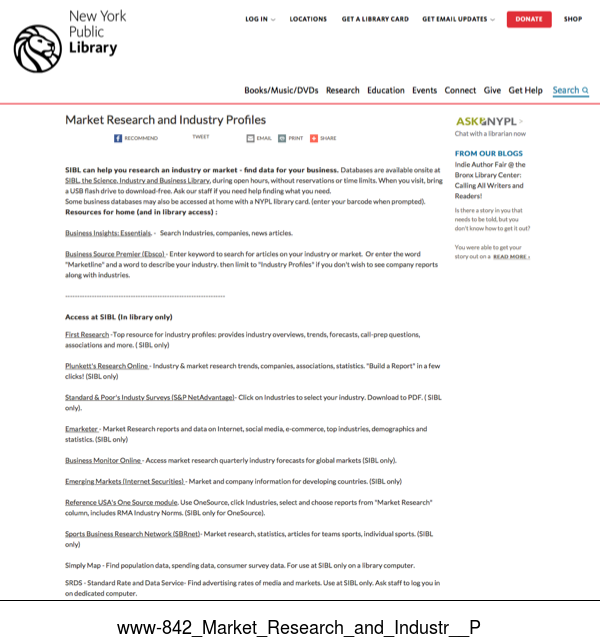 New York
Public
Library
LOG IN
LOCATIONS
GET A LIBRARY CARD
GET EMAIL UPDATES
DONATE
SHOP
Books/Music/DVDs Research Education Events Connect Give Get Help Search
Market Research and Industry Profiles
RECOMMEND
TWEET
EMAIL
PRINT
SHARE
SIBL can help you research an industry or market - find data for your business. Databases are available onsite at
SIBL, the Science, Industry and Business Library, during open hours, without reservations or time limits. When you visit, bring
a USB flash drive to download-free. Ask our staff if you need help finding what you need.
Some business databases may also be accessed at home with a NYPL library card. (enter your barcode when prompted).
Resources for home (and in library access) :
Business Insights: Essentials. - Search Industries, companies, news articles.
Business Source Premier (Ebsco) - Enter keyword to search for articles on your industry or market. Or enter the word
"Marketline" and a word to describe your industry, then limit to "Industry Profiles" if you don't wish to see company reports
along with industries.
Access at SIBL (In library only)
First Research -Top resource for industry profiles: provides industry overviews, trends, forecasts, call-prep questions,
associations and more. ( SIBL only)
Plunkett's Research Online - Industry & market research trends, companies, associations, statistics. "Build a Report" in a few
clicks! (SIBL only)
Standard & Poor's Industy Surveys (S&P NetAdvantage)- Click on Industries to select your industry. Download to PDF. ( SIBL
only).
Emarketer - Market Research reports and data on Internet, social media, e-commerce, top industries, demographics and
statistics. (SIBL only)
Business Monitor Online - Access market research quarterly industry forecasts for global markets (SIBL only).
Emerging Markets (Internet Securities) - Market and company information for developing countries. (SIBL only)
Reference USA's One Source module. Use OneSource, click Industries, select and choose reports from "Market Research"
column, includes RMA Industry Norms. (SIBL only for OneSource).
Sports Business Research Network (SBRnet)- Market research, statistics, articles for teams sports, individual sports. (SIBL
only)
Simply Map - Find population data, spending data, consumer survey data. For use at SIBL only on a library computer.
SRDS - Standard Rate and Data Service- Find advertising rates of media and markets. Use at SIBL only. Ask staff to log you in
on dedicated computer.
ASK NYPL >
Chat with a librarian now
FROM OUR BLOGS
Indie Author Fair @ the
Bronx Library Center:
Calling All Writers and
Readers!
Is there a story in you that
needs to be told, but you
don't know how to get it out?
You were able to get your
story out on a READ MORE ›
www-842_Market_Research_and_Industr__P